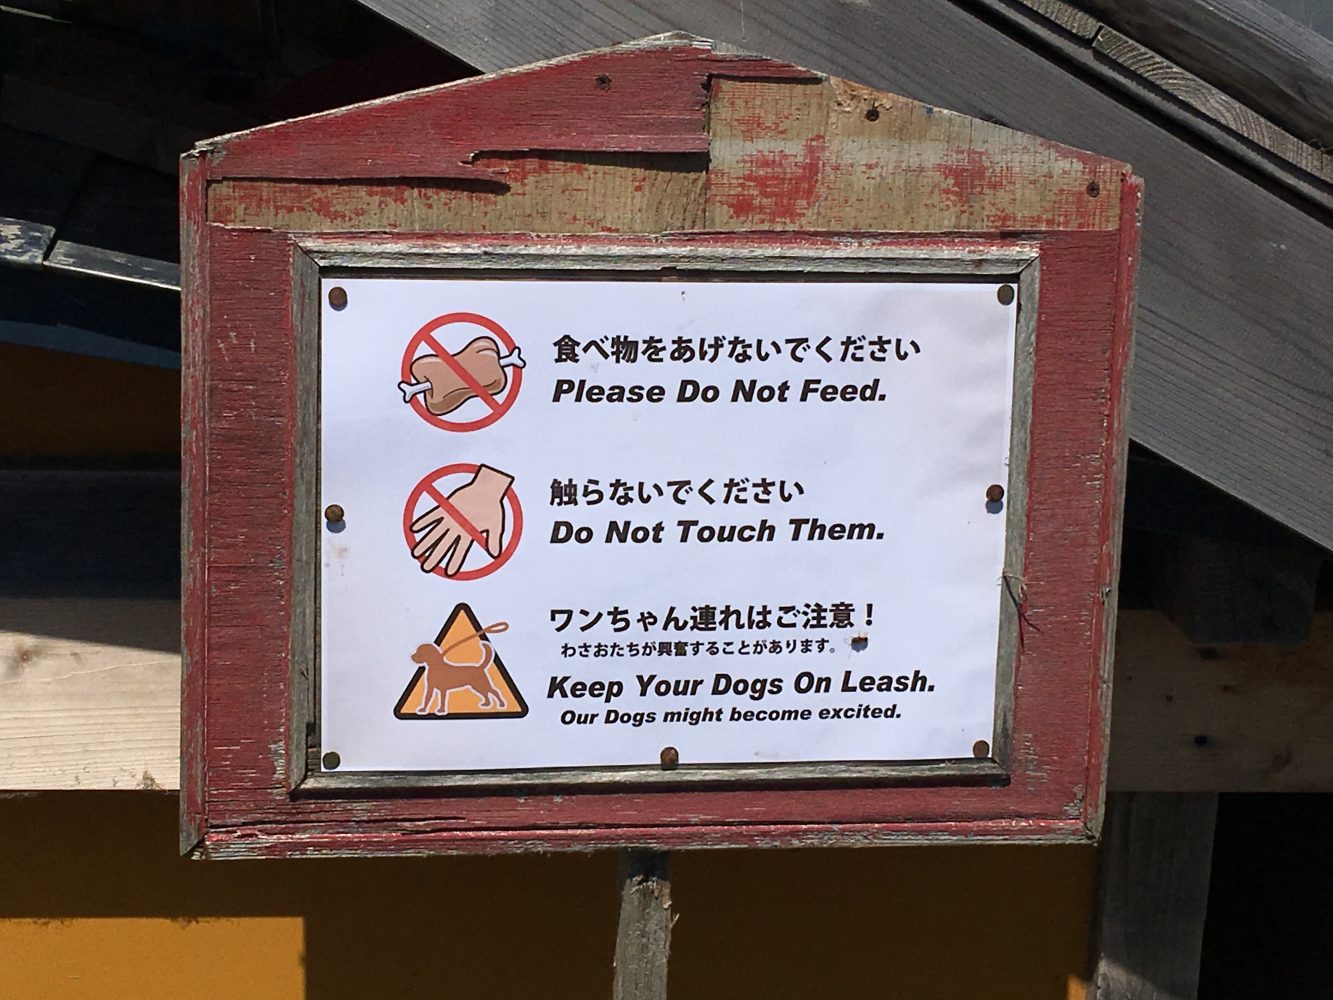 食べ物をあげないでください
Please Do Not Feed.
触らないでください
Do Not Touch Them.
ワンちゃん連れはご注意！
わさおたちが興奮することがあります。
Keep Your Dogs On Leash.
Our Dogs might become excited.